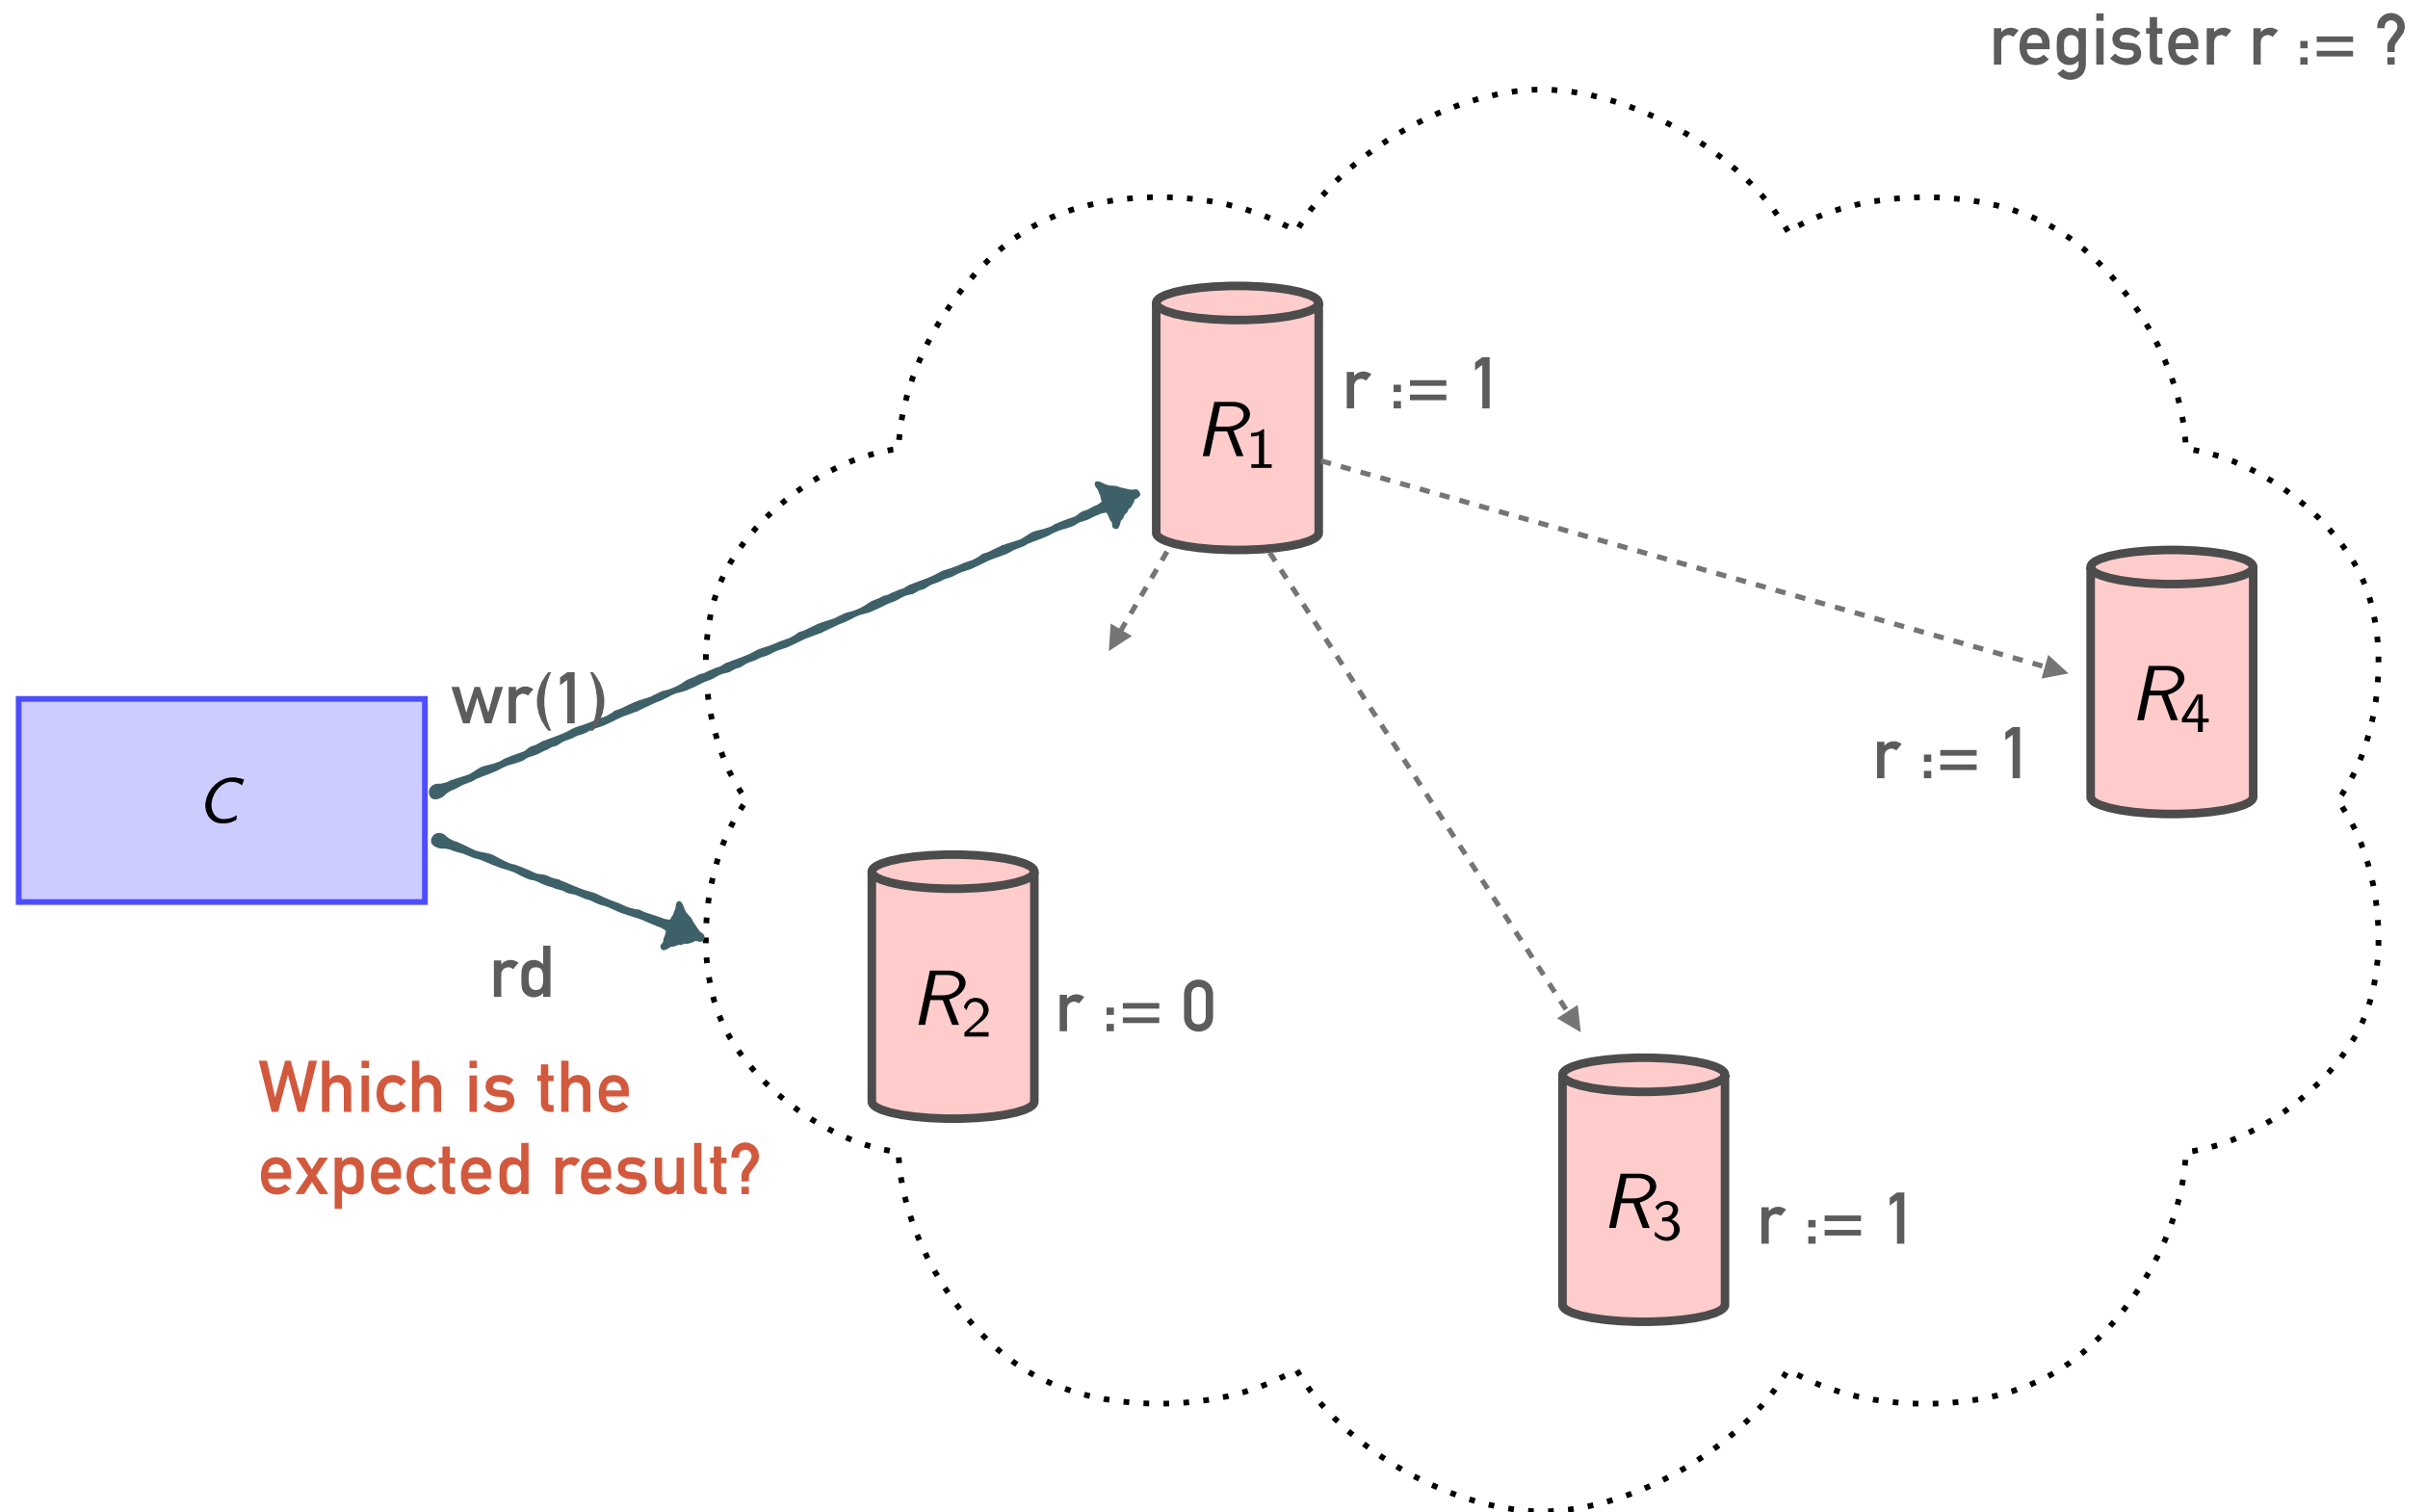 register r := ?
r := 1
R1
wr(1)
R4
r := 1
C
rd
R2
r := 0
Which is the
expected result?
R3
r := 1